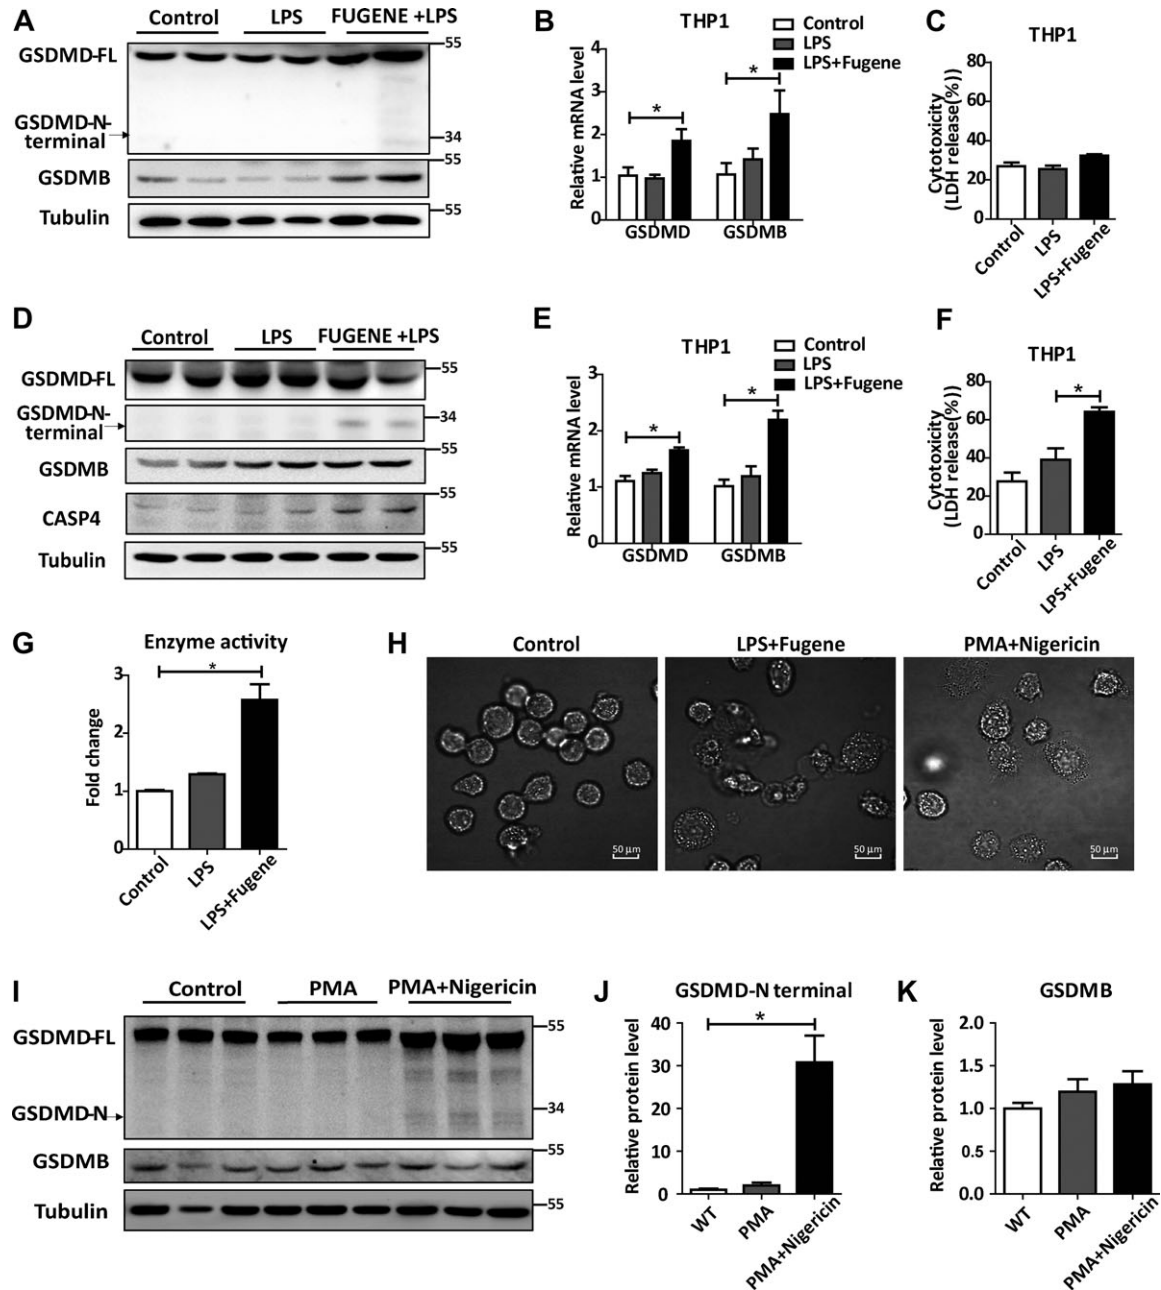 A
Control LPS FUGENE +LPS
GSDMD-FL
55
GSDMD-N-
terminal
34
55
GSDMB
Tubulin
55
B
THP1
Control
LPS
LPS+Fugene
Relative mRNA level
4
3
2
1
0
*
*
GSDMD GSDMB
C
THP1
Cytotoxicity
(LDH release(%))
80
60
40
20
0
Control
LPS
LPS+Fugene
D
Control LPS FUGENE +LPS
GSDMD-FL
55
GSDMD-N-
terminal
34
GSDMB
55
CASP4
55
Tubulin
55
E
THP1
Control
LPS
LPS+Fugene
Relative mRNA level
3
2
1
0
*
*
GSDMD GSDMB
F
THP1
Cytotoxicity
(LDH release(%))
80
60
40
20
0
*
Control
LPS
LPS+Fugene
G
Enzyme activity
Fold change
3
2
1
0
*
Control
LPS
LPS+Fugene
H
Control LPS+Fugene PMA+Nigericin
50 µm
50 µm
50 µm
I
Control PMA PMA+Nigericin
GSDMD-FL
55
GSDMD-N
34
GSDMB
55
Tubulin
55
J
GSDMD-N terminal
Relative protein level
40
30
20
10
0
*
WT
PMA
PMA+Nigericin
K
GSDMB
Relative protein level
2.0
1.5
1.0
0.5
0.0
WT
PMA
PMA+Nigericin